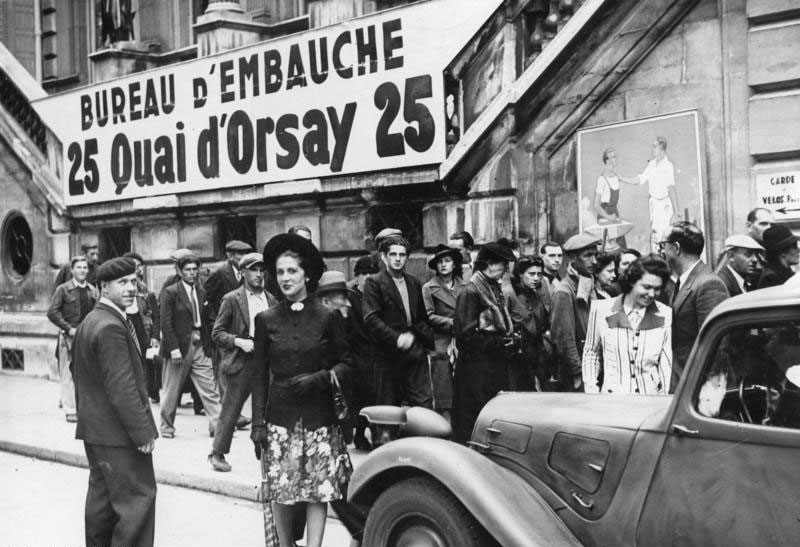 BUREAU D'EMBAUCHE
25 Quai d'Orsay 25
GARDE
VELOS